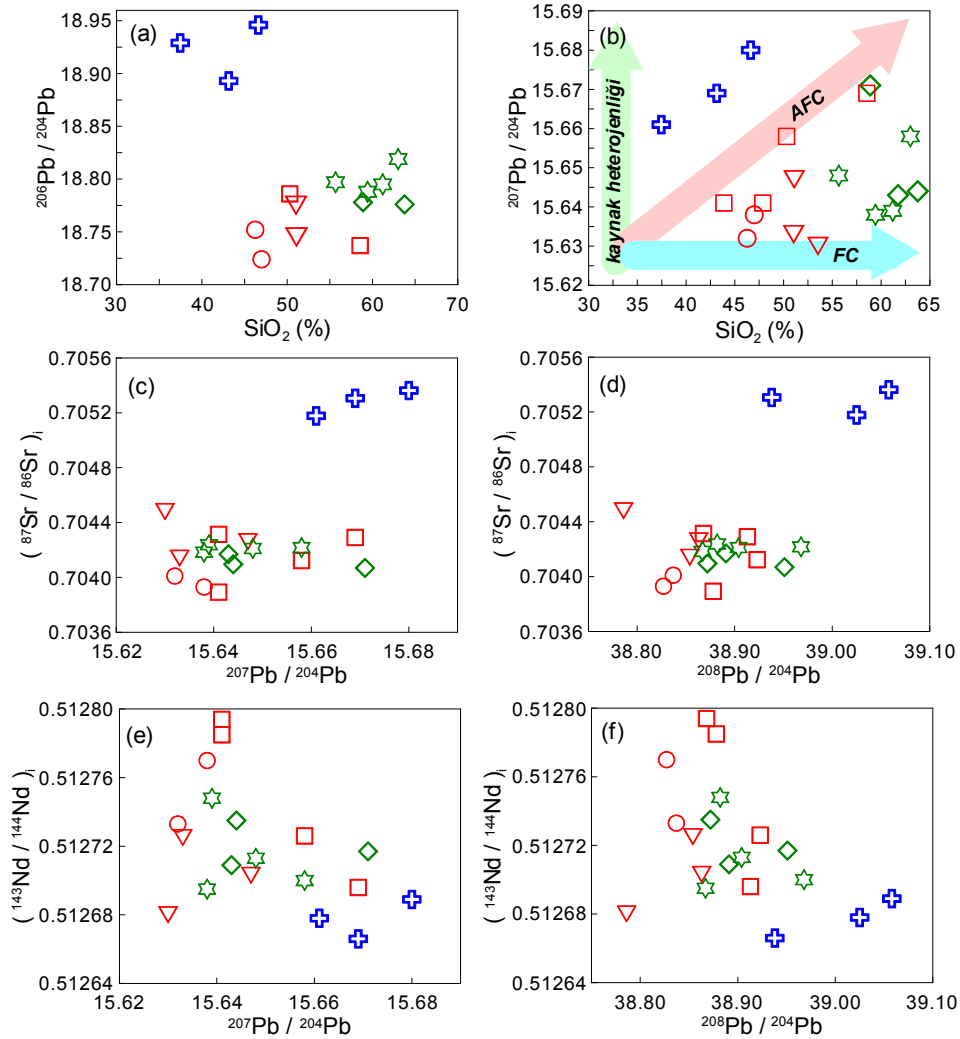 (a)
18.95
18.90
18.85
18.80
18.75
18.70
²⁰⁶Pb / ²⁰⁴Pb
30 40 50 60 70
SiO₂ (%)
(b)
15.69
15.68
15.67
15.66
15.65
15.64
15.63
15.62
²⁰⁷Pb / ²⁰⁴Pb
kaynak heterojenliği
AFC
FC
30 35 40 45 50 55 60 65
SiO₂ (%)
(c)
0.7056
0.7052
0.7048
0.7044
0.7040
0.7036
( ⁸⁷Sr / ⁸⁶Sr )i
15.62 15.64 15.66 15.68
²⁰⁷Pb / ²⁰⁴Pb
(d)
0.7056
0.7052
0.7048
0.7044
0.7040
0.7036
( ⁸⁷Sr / ⁸⁶Sr )i
38.80 38.90 39.00 39.10
²⁰⁸Pb / ²⁰⁴Pb
(e)
0.51280
0.51276
0.51272
0.51268
0.51264
( ¹⁴³Nd / ¹⁴⁴Nd )i
15.62 15.64 15.66 15.68
²⁰⁷Pb / ²⁰⁴Pb
(f)
0.51280
0.51276
0.51272
0.51268
0.51264
( ¹⁴³Nd / ¹⁴⁴Nd )i
38.80 38.90 39.00 39.10
²⁰⁸Pb / ²⁰⁴Pb